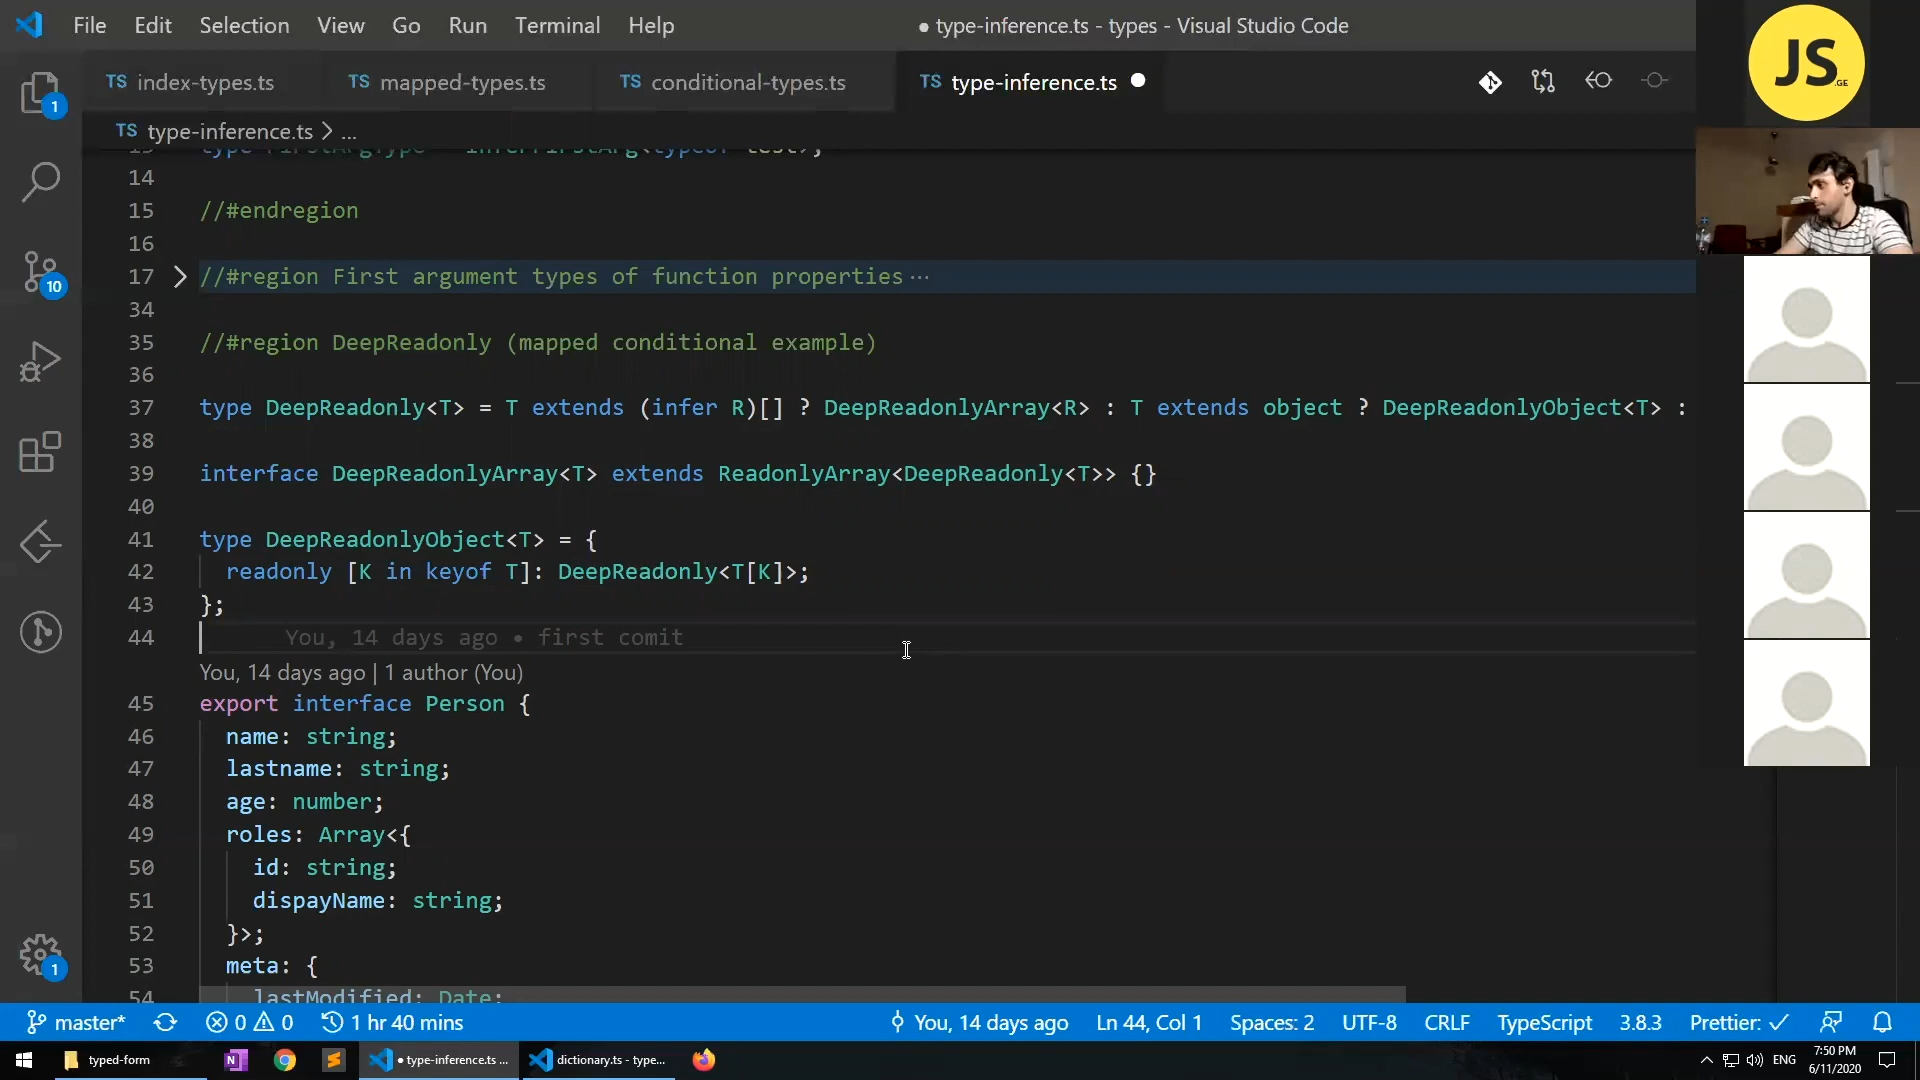 File Edit Selection View Go Run Terminal Help
● type-inference.ts - types - Visual Studio Code
TS index-types.ts
TS mapped-types.ts
TS conditional-types.ts
TS type-inference.ts ●
TS type-inference.ts > ...
JS
.GE
1
10
1
14
15 //#endregion
16
17 //#region First argument types of function properties ···
34
35 //#region DeepReadonly (mapped conditional example)
36
37 type DeepReadonly<T> = T extends (infer R)[] ? DeepReadonlyArray<R> : T extends object ? DeepReadonlyObject<T> :
38
39 interface DeepReadonlyArray<T> extends ReadonlyArray<DeepReadonly<T>> {}
40
41 type DeepReadonlyObject<T> = {
42 readonly [K in keyof T]: DeepReadonly<T[K]>;
43 };
44 You, 14 days ago • first comit
You, 14 days ago | 1 author (You)
45 export interface Person {
46 name: string;
47 lastname: string;
48 age: number;
49 roles: Array<{
50 id: string;
51 dispayName: string;
52 }>;
53 meta: {
54 lastModified: Date;
master* 0 0 1 hr 40 mins You, 14 days ago Ln 44, Col 1 Spaces: 2 UTF-8 CRLF TypeScript 3.8.3 Prettier: ✓
typed-form
N
● type-inference.ts ...
dictionary.ts - type...
ENG
7:50 PM
6/11/2020